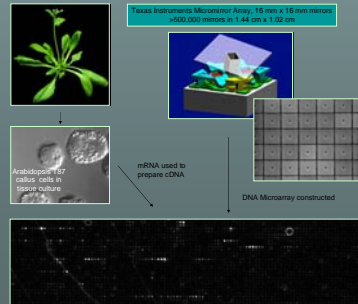 Texas Instruments Micromirror Array, 16 mm x 16 mm mirrors
>500,000 mirrors in 1.44 cm x 1.02 cm
Arabidopsis T87
callus cells in
tissue culture
mRNA used to
prepare cDNA
DNA Microarray constructed